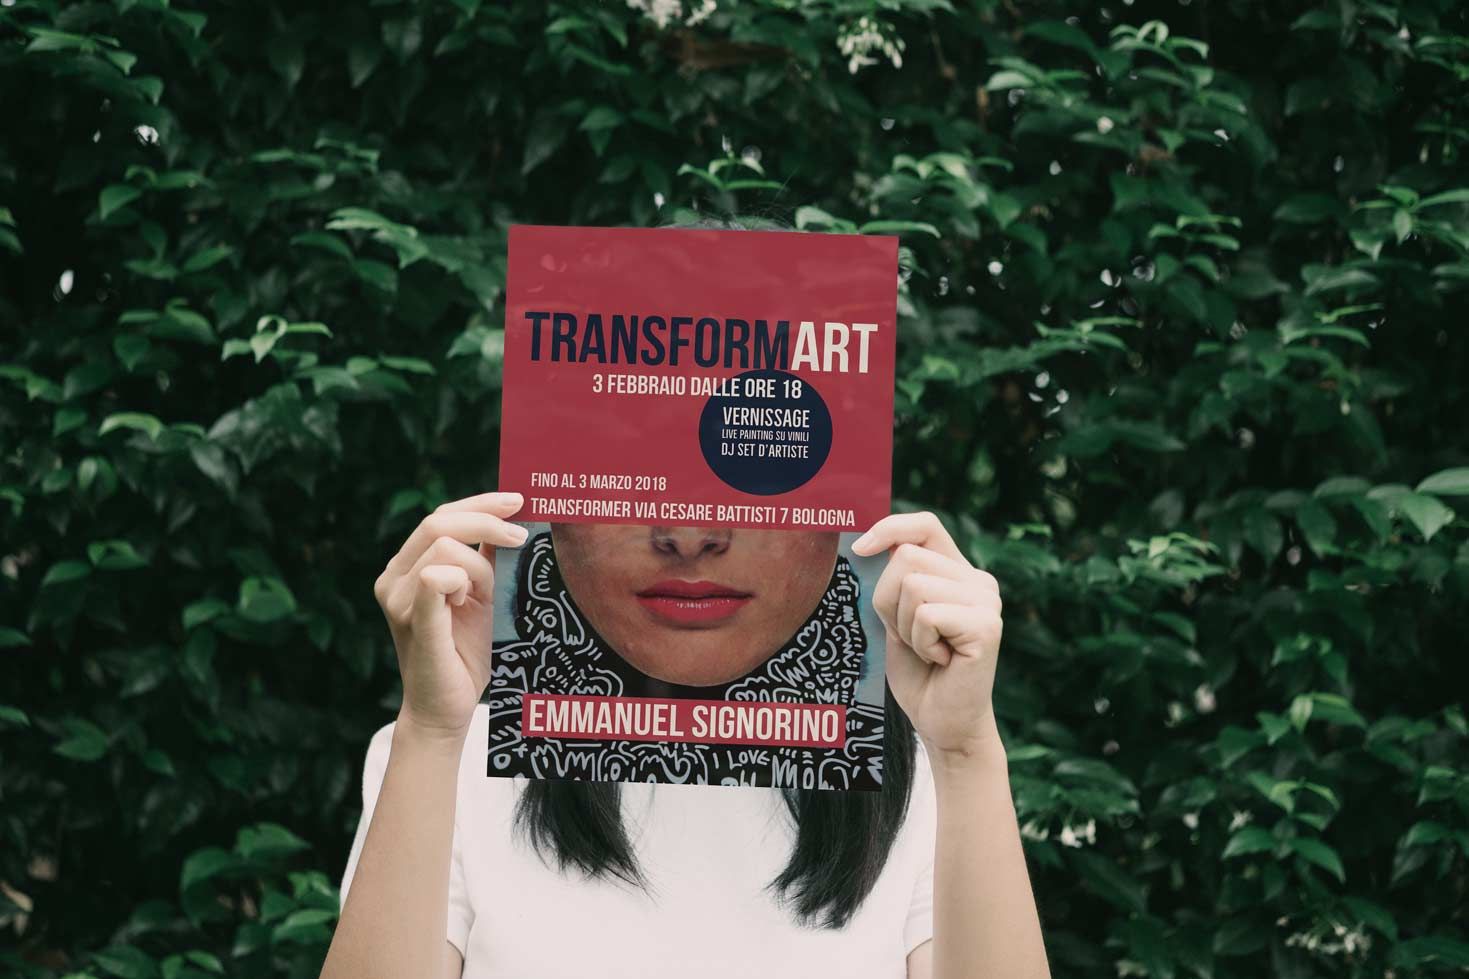 TRANSFORMART
3 FEBBRAIO DALLE ORE 18
VERNISSAGE
LIVE PAINTING SU VINILI
DJ SET D'ARTISTE
FINO AL 3 MARZO 2018
TRANSFORMER VIA CESARE BATTISTI 7 BOLOGNA
EMMANUEL SIGNORINO
I LOVE
MOM